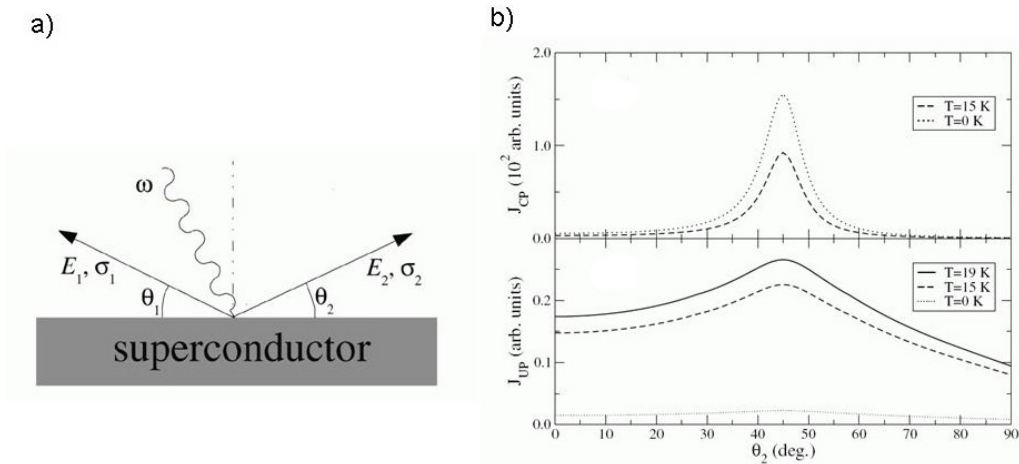 a)
ω
E1, σ1
θ1
E2, σ2
θ2
superconductor
b)
JCP (10² arb. units)
2.0
1.0
0.0
T=15 K
T=0 K
JUP (arb. units)
0.2
0.1
0.0
T=19 K
T=15 K
T=0 K
0 10 20 30 40 50 60 70 80 90
θ2 (deg.)